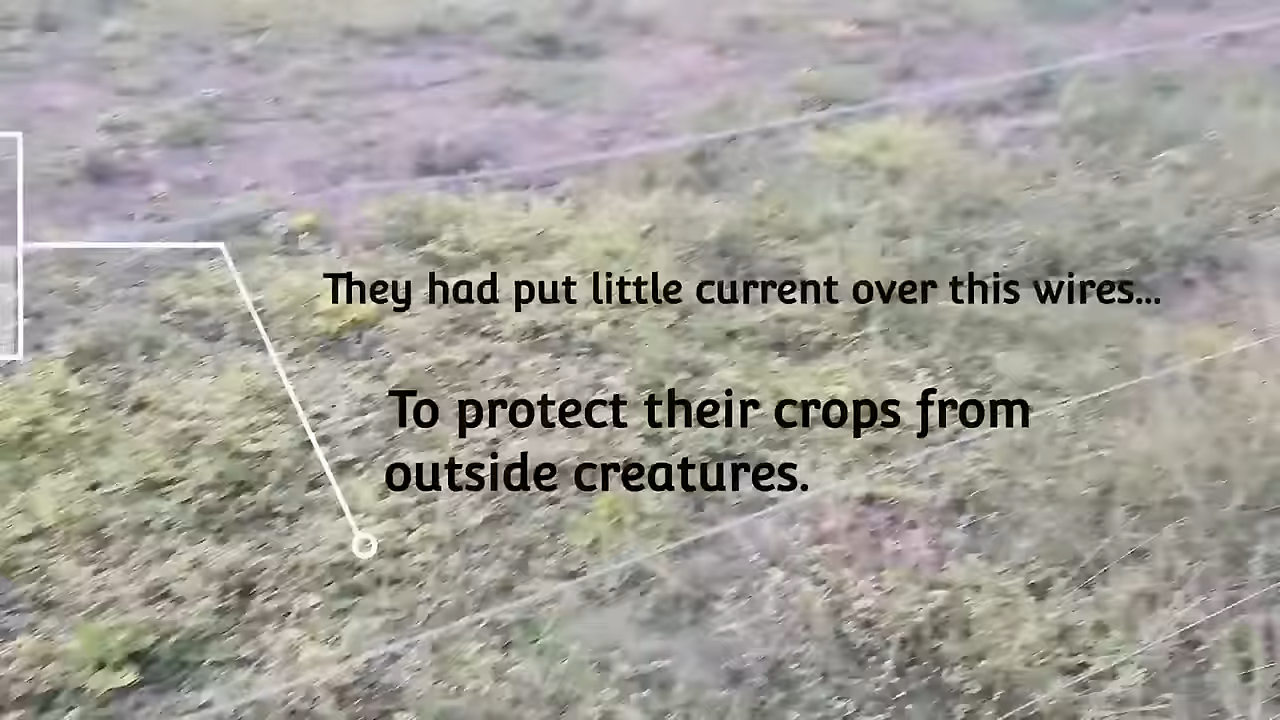 They had put little current over this wires...
To protect their crops from
outside creatures.